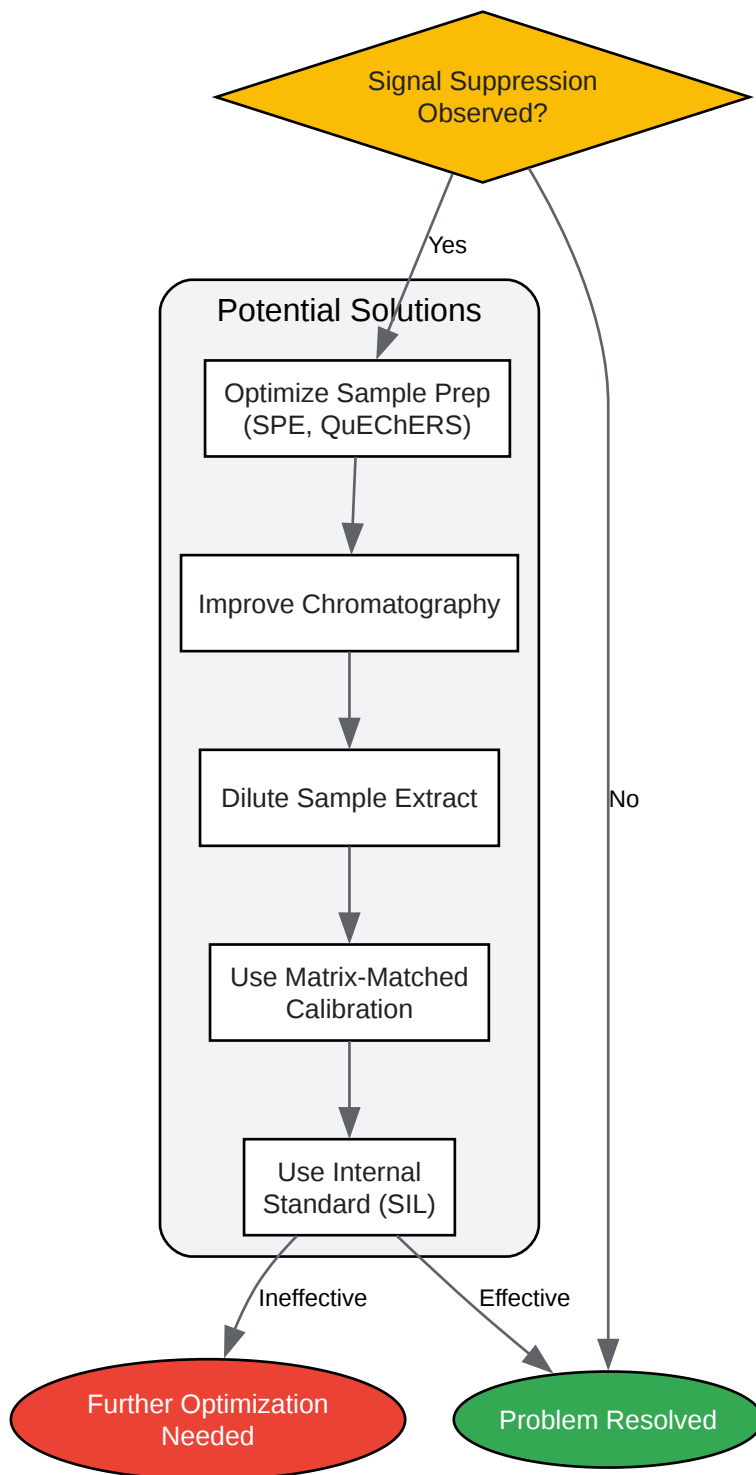 Signal Suppression
Observed?
Yes
Potential Solutions
Optimize Sample Prep
(SPE, QuEChERS)
Improve Chromatography
Dilute Sample Extract
No
Use Matrix-Matched
Calibration
Use Internal
Standard (SIL)
Ineffective
Effective
Further Optimization
Needed
Problem Resolved